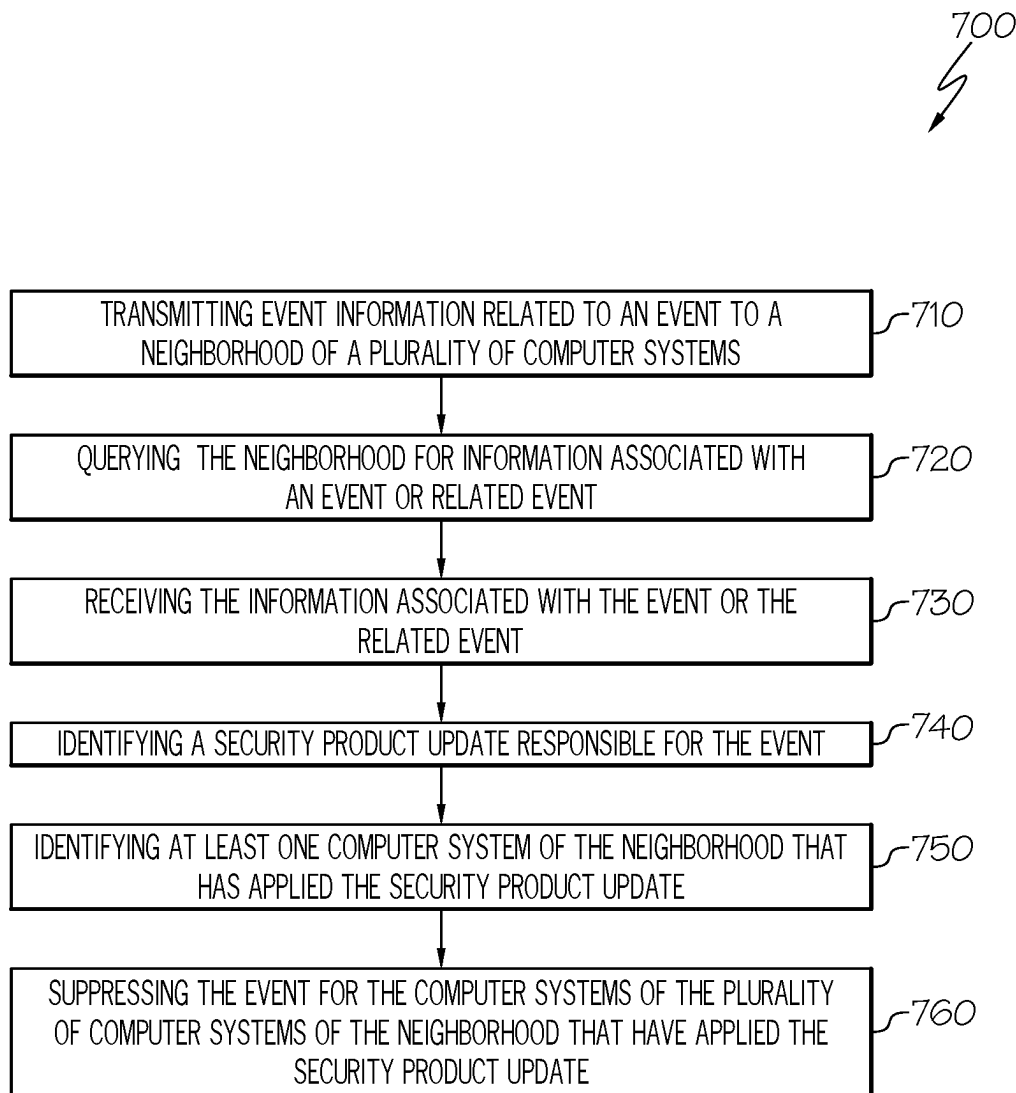 700
TRANSMITTING EVENT INFORMATION RELATED TO AN EVENT TO A
NEIGHBORHOOD OF A PLURALITY OF COMPUTER SYSTEMS
710
QUERYING THE NEIGHBORHOOD FOR INFORMATION ASSOCIATED WITH
AN EVENT OR RELATED EVENT
720
RECEIVING THE INFORMATION ASSOCIATED WITH THE EVENT OR THE
RELATED EVENT
730
IDENTIFYING A SECURITY PRODUCT UPDATE RESPONSIBLE FOR THE EVENT
740
IDENTIFYING AT LEAST ONE COMPUTER SYSTEM OF THE NEIGHBORHOOD THAT
HAS APPLIED THE SECURITY PRODUCT UPDATE
750
SUPPRESSING THE EVENT FOR THE COMPUTER SYSTEMS OF THE PLURALITY
OF COMPUTER SYSTEMS OF THE NEIGHBORHOOD THAT HAVE APPLIED THE
SECURITY PRODUCT UPDATE
760